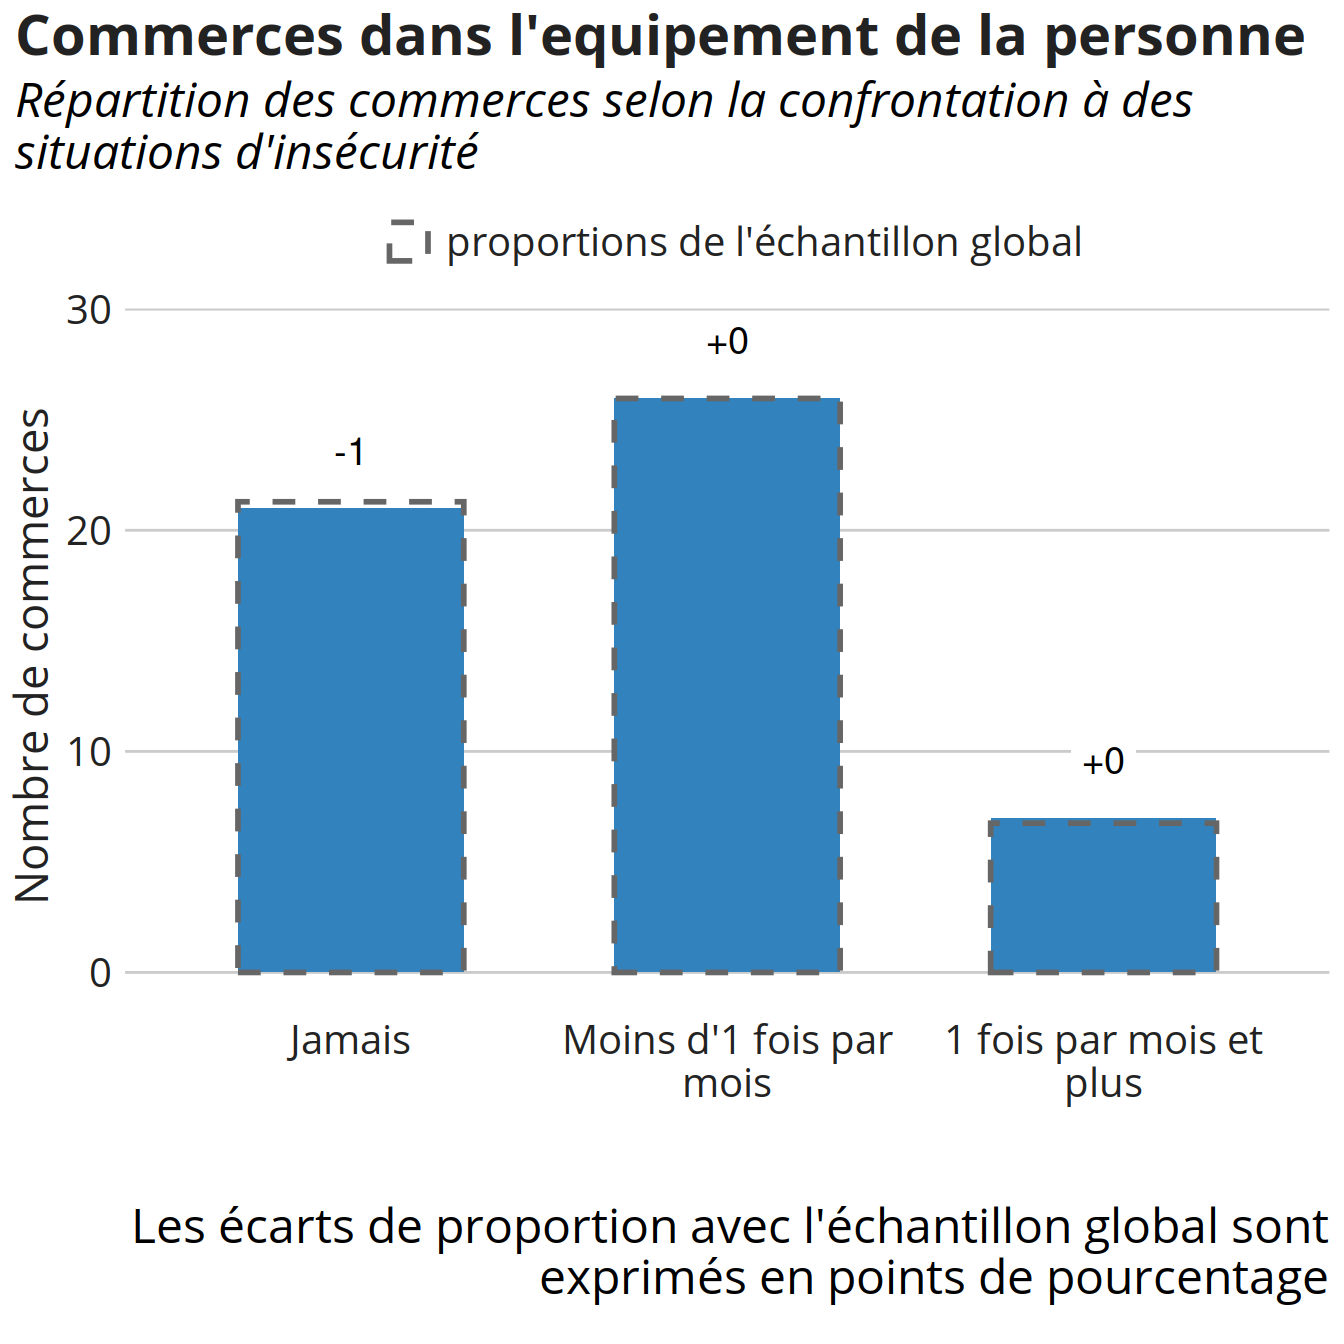 Commerces dans l'equipement de la personne
Répartition des commerces selon la confrontation à des
situations d'insécurité
proportions de l'échantillon global
Nombre de commerces
30
20
10
0
-1
+0
+0
Jamais
Moins d'1 fois par
mois
1 fois par mois et
plus
Les écarts de proportion avec l'échantillon global sont
exprimés en points de pourcentage